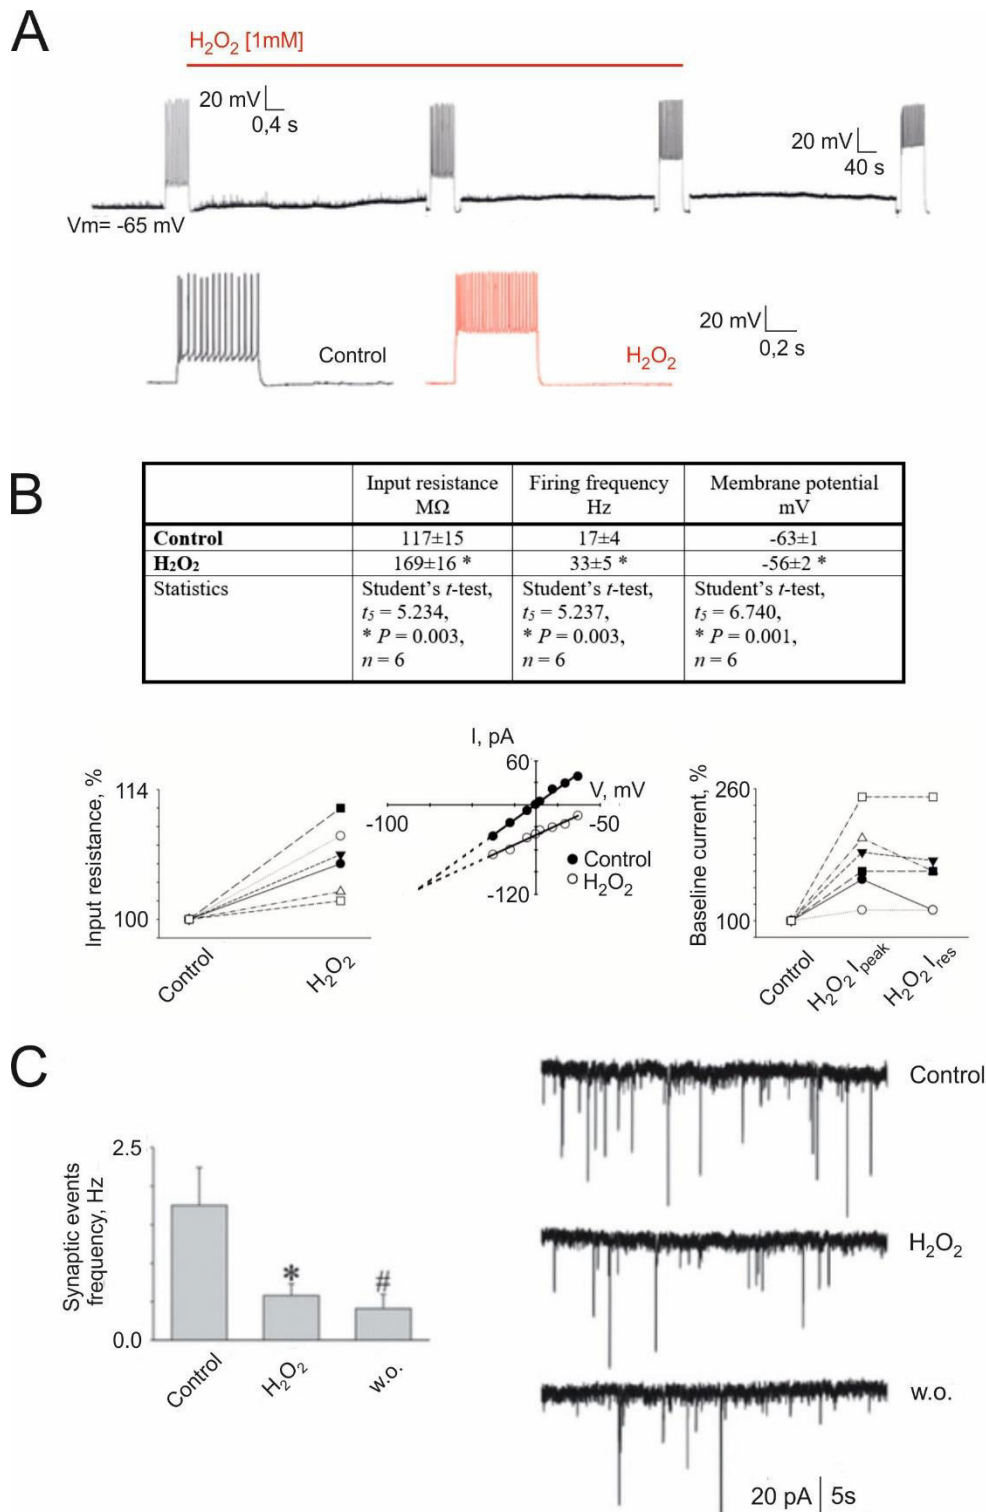 A
H₂O₂ [1mM]
20 mV
0,4 s
20 mV
40 s
Vm= -65 mV
Control
H₂O₂
20 mV
0,2 s
B
Input resistance MΩ
Firing frequency Hz
Membrane potential mV
Control 117±15 17±4 -63±1
H₂O₂ 169±16 * 33±5 * -56±2 *
Statistics
Student's t-test,
t₅ = 5.234,
* P = 0.003,
n = 6
Student's t-test,
t₅ = 5.237,
* P = 0.003,
n = 6
Student's t-test,
t₅ = 6.740,
* P = 0.001,
n = 6
Input resistance, %
114
100
Control
H₂O₂
I, pA
60
V, mV
-100
-50
Control
H₂O₂
-120
Baseline current, %
260
100
Control
H₂O₂ Ipeak
H₂O₂ Ires
C
Synaptic events
frequency, Hz
2.5
0.0
*
#
Control
H₂O₂
w.o.
Control
H₂O₂
w.o.
20 pA
5s